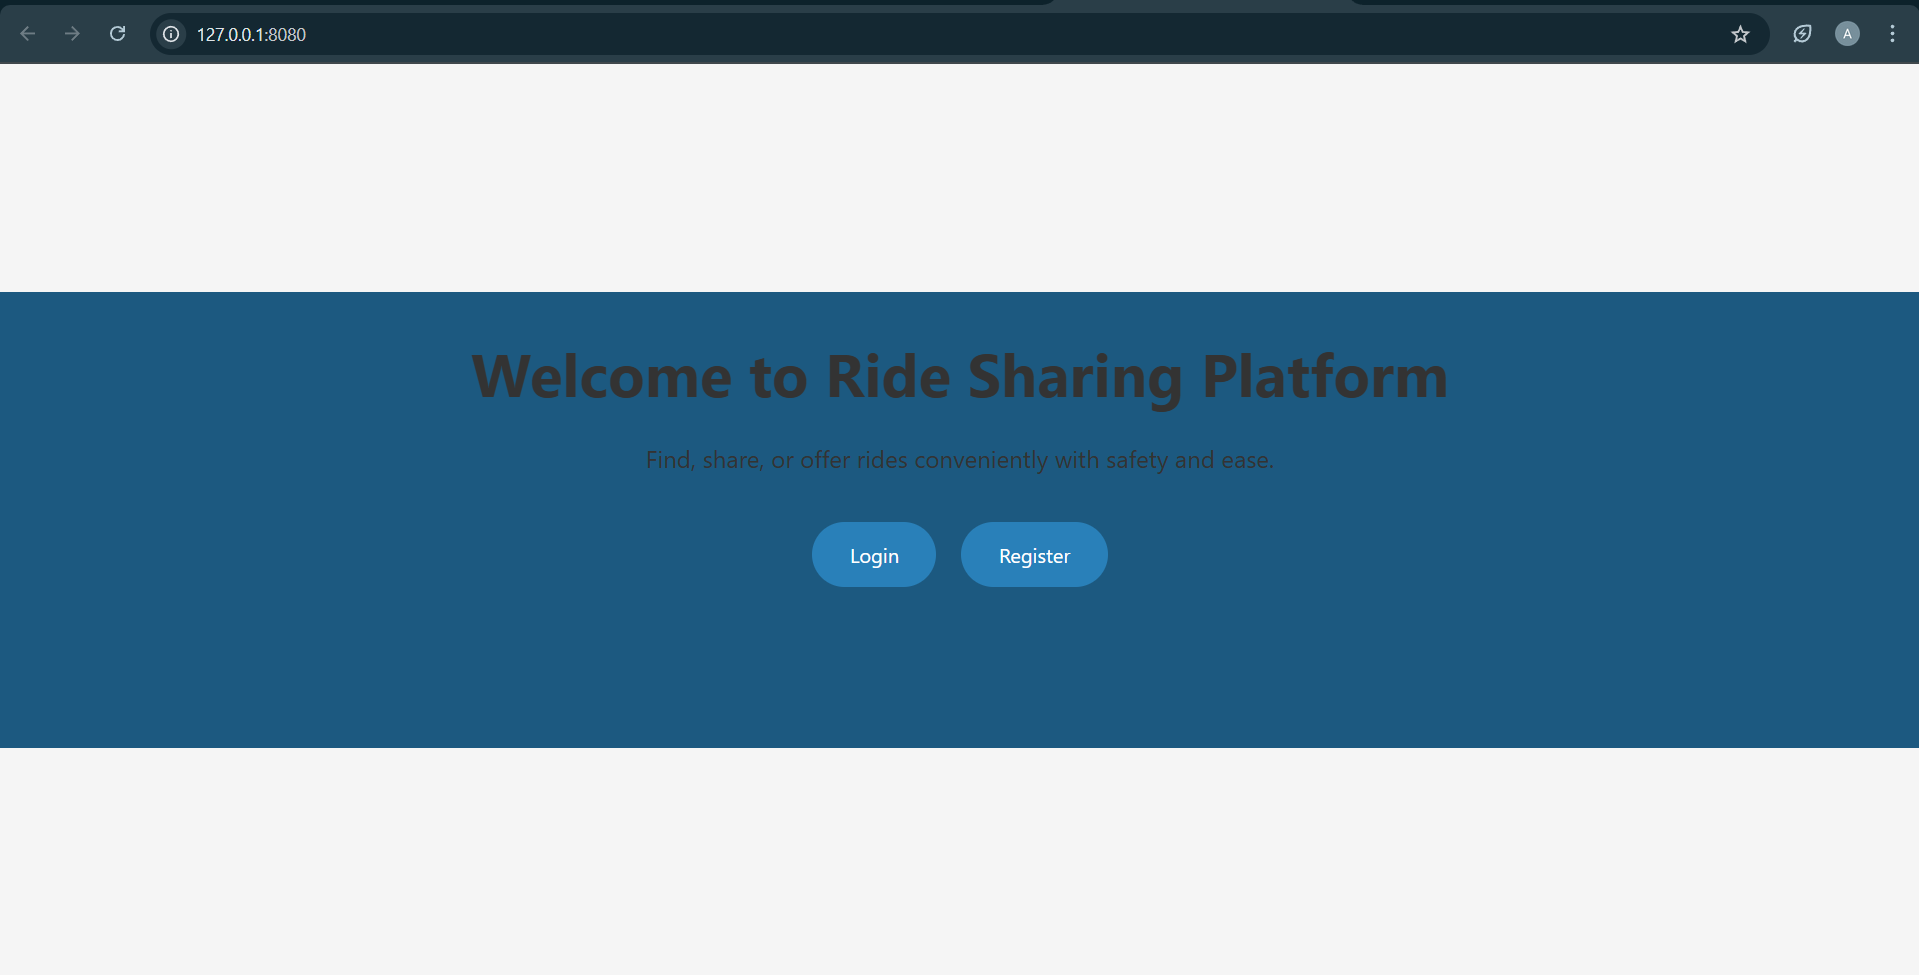 127.0.0.1:8080
A
Welcome to Ride Sharing Platform
Find, share, or offer rides conveniently with safety and ease.
Login
Register